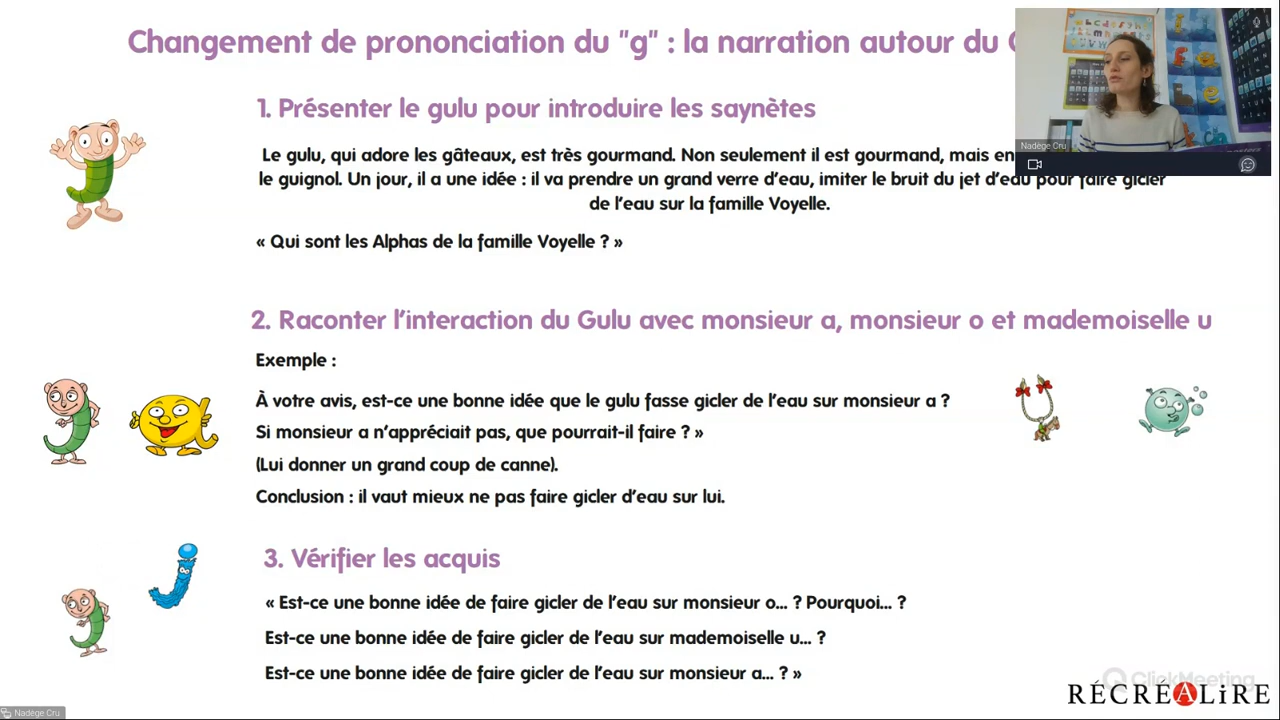 Changement de prononciation du "g" : la narration autour du
Nadège Cru
1. Présenter le gulu pour introduire les saynètes
Le gulu, qui adore les gâteaux, est très gourmand. Non seulement il est gourmand, mais en
le guignol. Un jour, il a une idée : il va prendre un grand verre d'eau, imiter le bruit du jet d'eau pour faire gicler
de l'eau sur la famille Voyelle.
« Qui sont les Alphas de la famille Voyelle ? »
2. Raconter l'interaction du Gulu avec monsieur a, monsieur o et mademoiselle u
Exemple :
À votre avis, est-ce une bonne idée que le gulu fasse gicler de l'eau sur monsieur a ?
Si monsieur a n'appréciait pas, que pourrait-il faire ? »
(Lui donner un grand coup de canne).
Conclusion : il vaut mieux ne pas faire gicler d'eau sur lui.
3. Vérifier les acquis
« Est-ce une bonne idée de faire gicler de l'eau sur monsieur o... ? Pourquoi... ?
Est-ce une bonne idée de faire gicler de l'eau sur mademoiselle u... ?
Est-ce une bonne idée de faire gicler de l'eau sur monsieur a... ? »
ClickMeeting
RÉCRÉALiRE
Nadège Cru